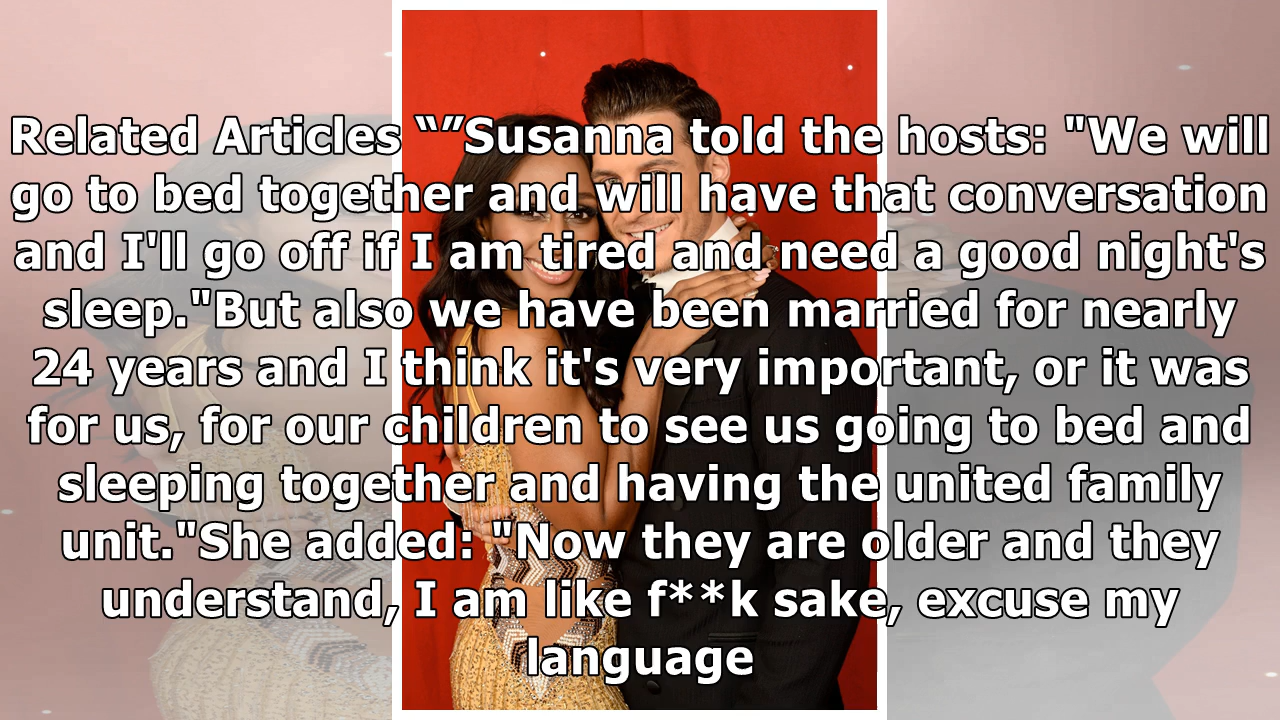 Related Articles “”Susanna told the hosts: "We will
go to bed together and will have that conversation
and I'll go off if I am tired and need a good night's
sleep."But also we have been married for nearly
24 years and I think it's very important, or it was
for us, for our children to see us going to bed and
sleeping together and having the united family
unit."She added: "Now they are older and they
understand, I am like f**k sake, excuse my
language